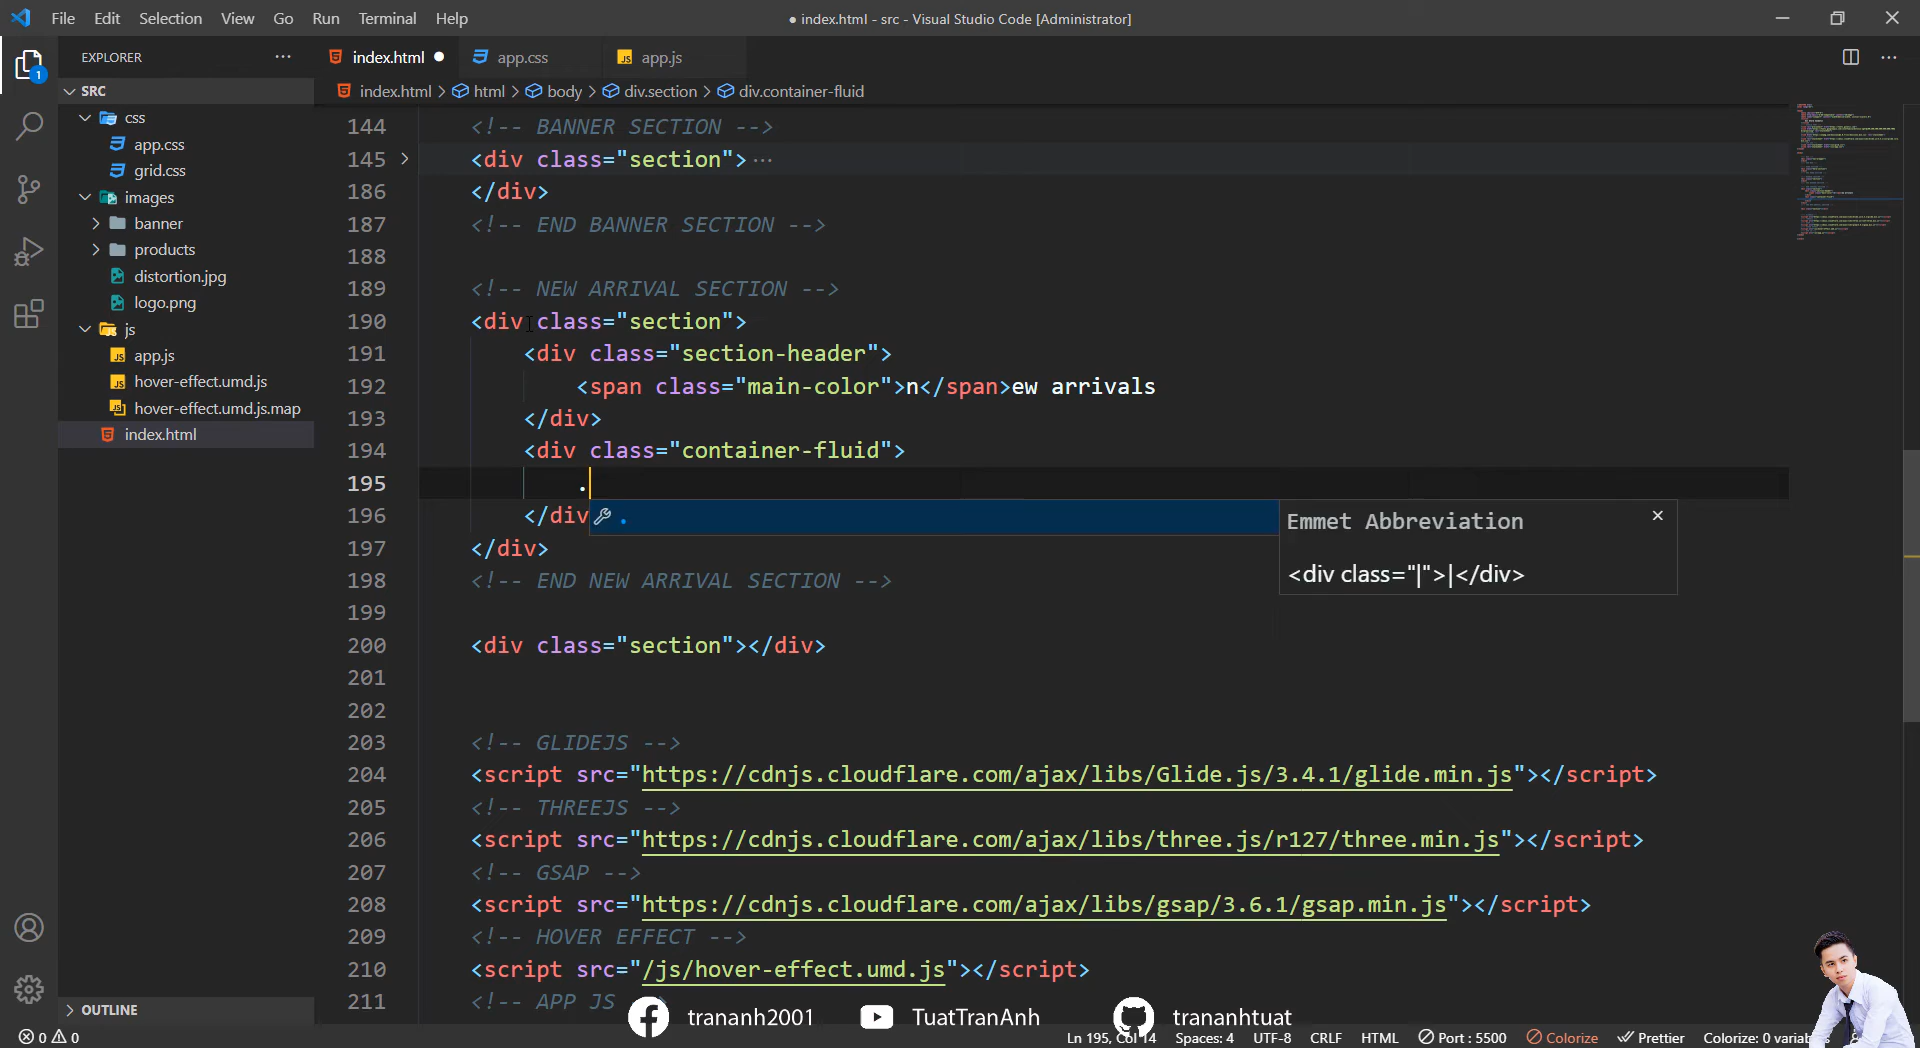 File Edit Selection View Go Run Terminal Help
● index.html - src - Visual Studio Code [Administrator]
EXPLORER
index.html
app.css
app.js
SRC
index.html > html > body > div.section > div.container-fluid
css
app.css
grid.css
images
banner
products
distortion.jpg
logo.png
js
app.js
hover-effect.umd.js
hover-effect.umd.js.map
index.html
OUTLINE
1
144 <!-- BANNER SECTION -->
145 <div class="section"> ···
186 </div>
187 <!-- END BANNER SECTION -->
188
189 <!-- NEW ARRIVAL SECTION -->
190 <div class="section">
191 <div class="section-header">
192 <span class="main-color">n</span>ew arrivals
193 </div>
194 <div class="container-fluid">
195 .
196 </div
.
Emmet Abbreviation
<div class="|">|</div>
197 </div>
198 <!-- END NEW ARRIVAL SECTION -->
199
200 <div class="section"></div>
201
202
203 <!-- GLIDEJS -->
204 <script src="https://cdnjs.cloudflare.com/ajax/libs/Glide.js/3.4.1/glide.min.js"></script>
205 <!-- THREEJS -->
206 <script src="https://cdnjs.cloudflare.com/ajax/libs/three.js/r127/three.min.js"></script>
207 <!-- GSAP -->
208 <script src="https://cdnjs.cloudflare.com/ajax/libs/gsap/3.6.1/gsap.min.js"></script>
209 <!-- HOVER EFFECT -->
210 <script src="/js/hover-effect.umd.js"></script>
211 <!-- APP JS
trananh2001 TuatTranAnh trananhtuat
0 0
Ln 195, Col 14 Spaces: 4 UTF-8 CRLF HTML Port : 5500 Colorize Prettier Colorize: 0 variab